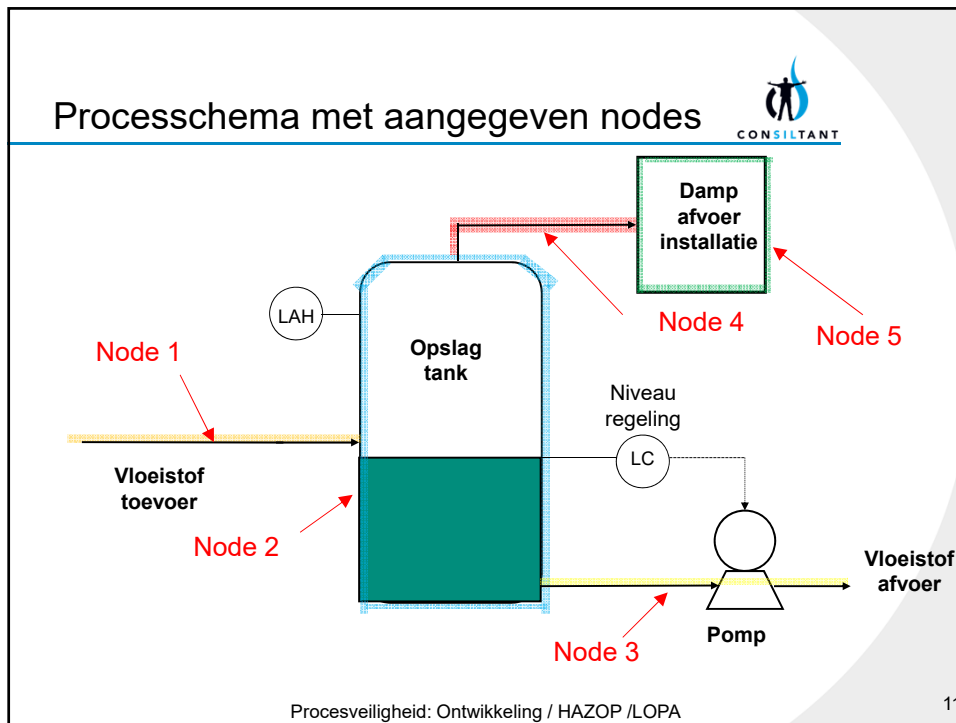 Processchema met aangegeven nodes
CONSILTANT
Damp
afvoer
installatie
Node 4
Node 5
LAH
Node 1
Opslag
tank
Niveau
regeling
LC
Vloeistof
toevoer
Node 2
Vloeistof
afvoer
Pomp
Node 3
Procesveiligheid: Ontwikkeling / HAZOP /LOPA
11